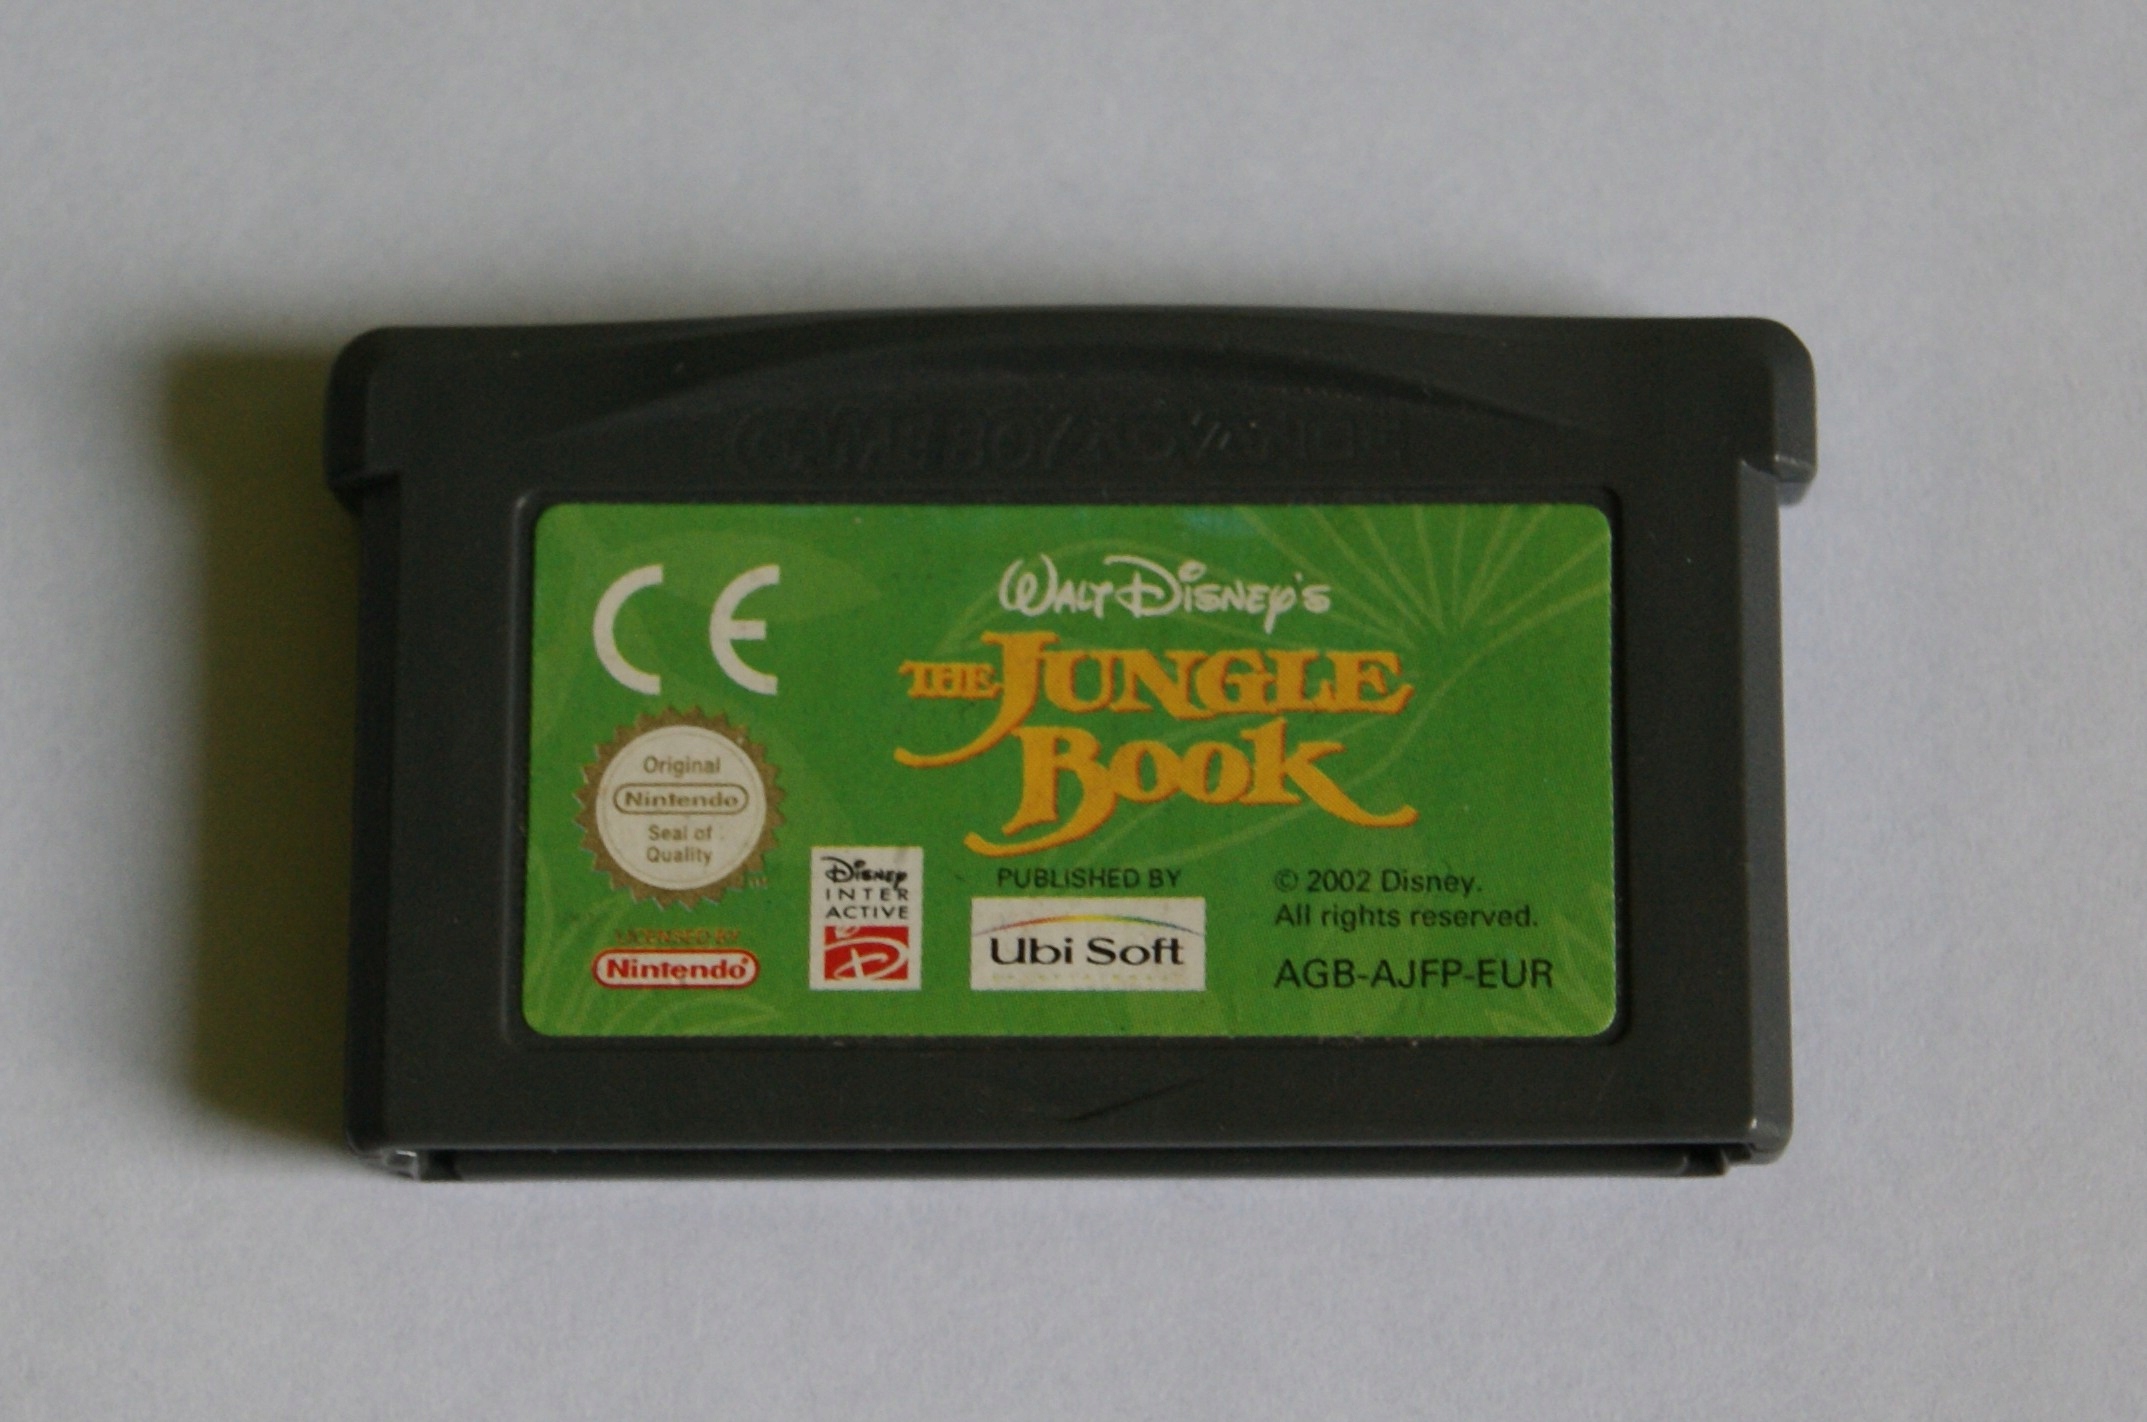 GAME BOY ADVANCE
CE
WALT DISNEY'S
THE JUNGLE
BOOK
Original
Nintendo
Seal of
Quality
TM
LICENSED BY
Nintendo®
DISNEY
INTER
ACTIVE
D
PUBLISHED BY
Ubi Soft
© 2002 Disney.
All rights reserved.
AGB-AJFP-EUR